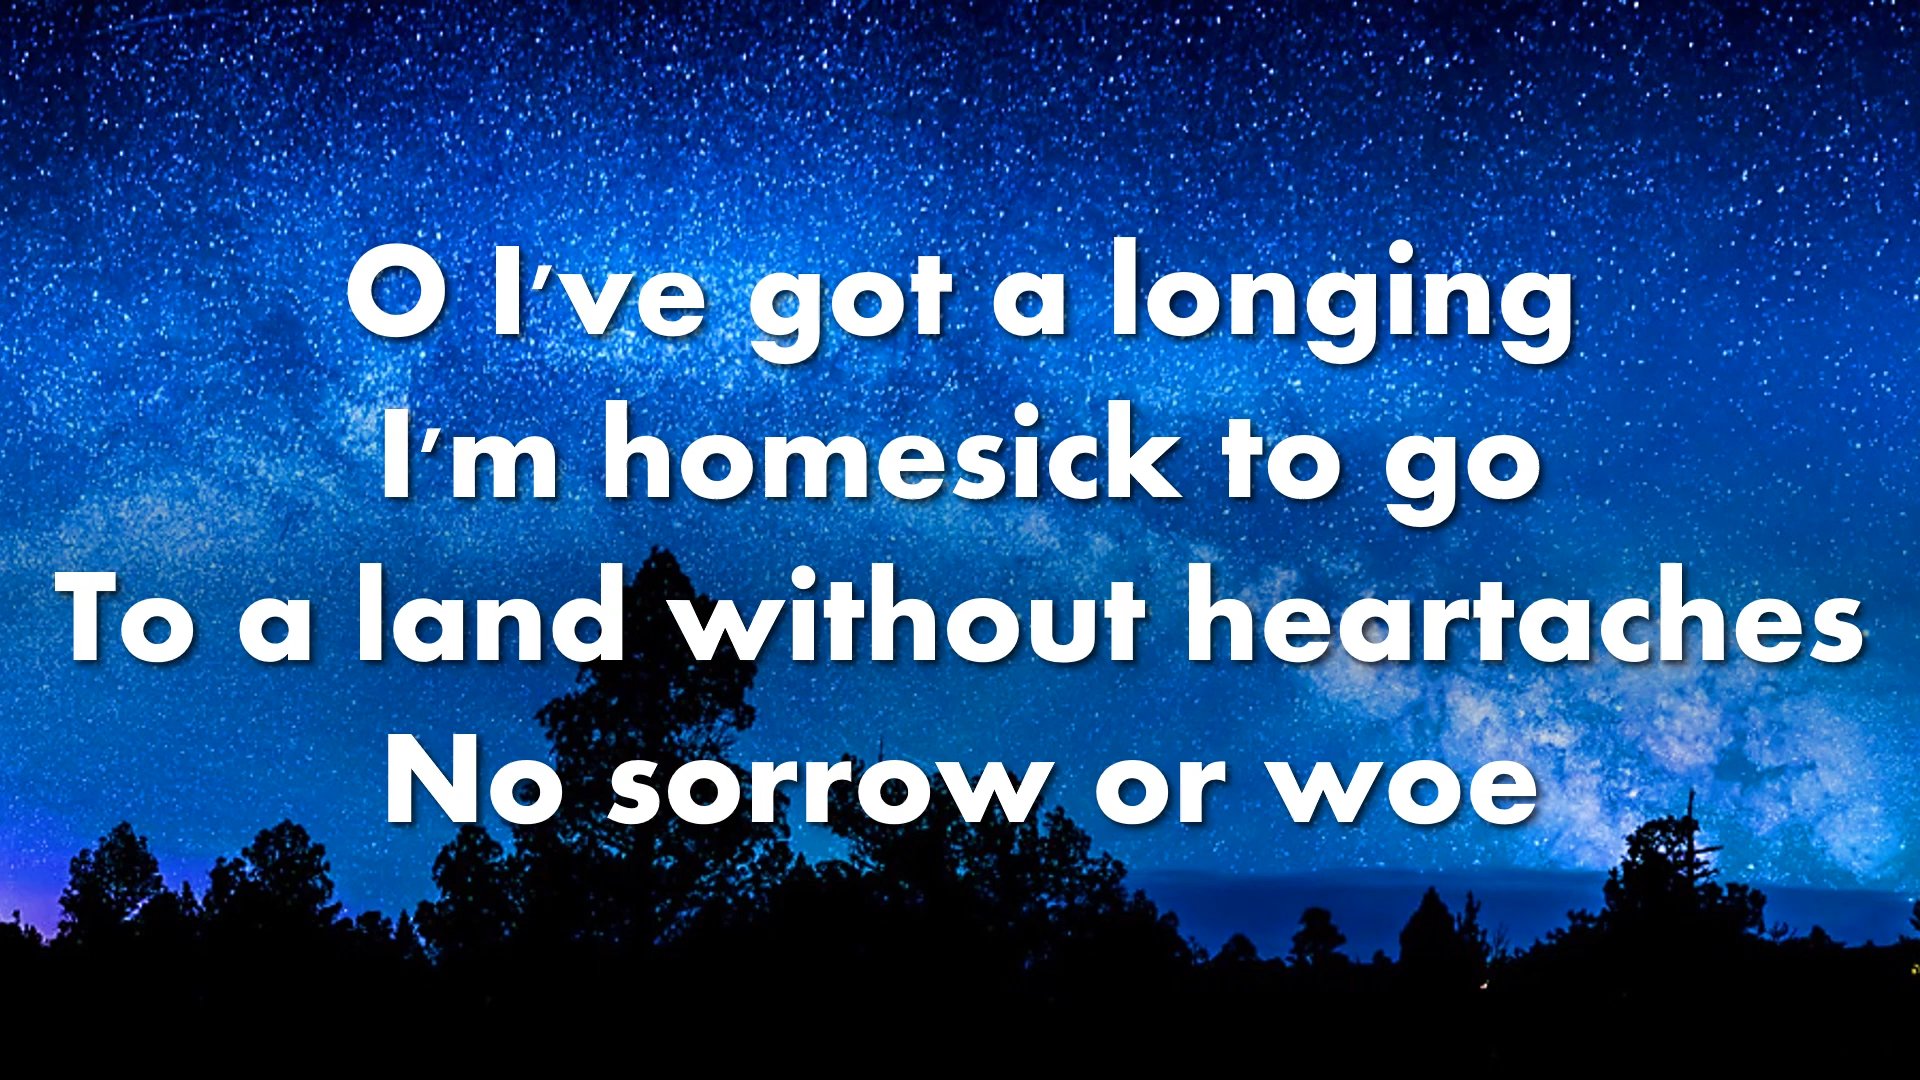 O I've got a longing
I'm homesick to go
To a land without heartaches
No sorrow or woe